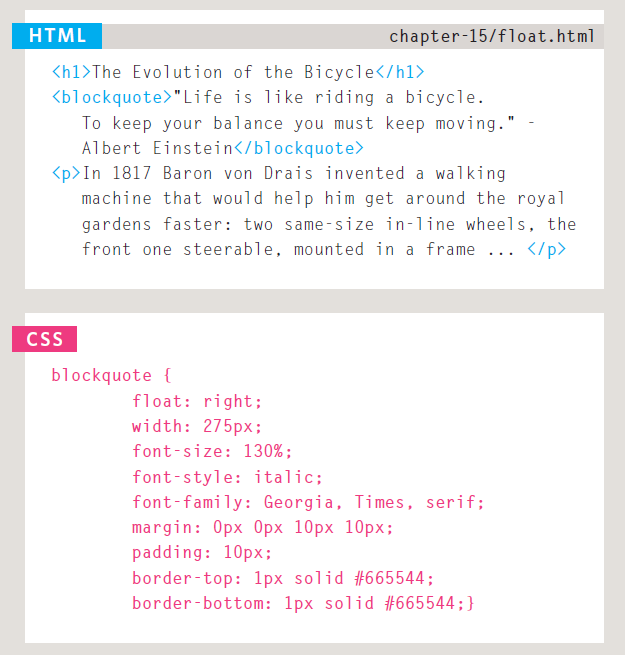 HTML
chapter-15/float.html
<h1>The Evolution of the Bicycle</h1>
<blockquote>"Life is like riding a bicycle.
To keep your balance you must keep moving." -
Albert Einstein</blockquote>
<p>In 1817 Baron von Drais invented a walking
machine that would help him get around the royal
gardens faster: two same-size in-line wheels, the
front one steerable, mounted in a frame ... </p>
CSS
blockquote {
float: right;
width: 275px;
font-size: 130%;
font-style: italic;
font-family: Georgia, Times, serif;
margin: 0px 0px 10px 10px;
padding: 10px;
border-top: 1px solid #665544;
border-bottom: 1px solid #665544;}